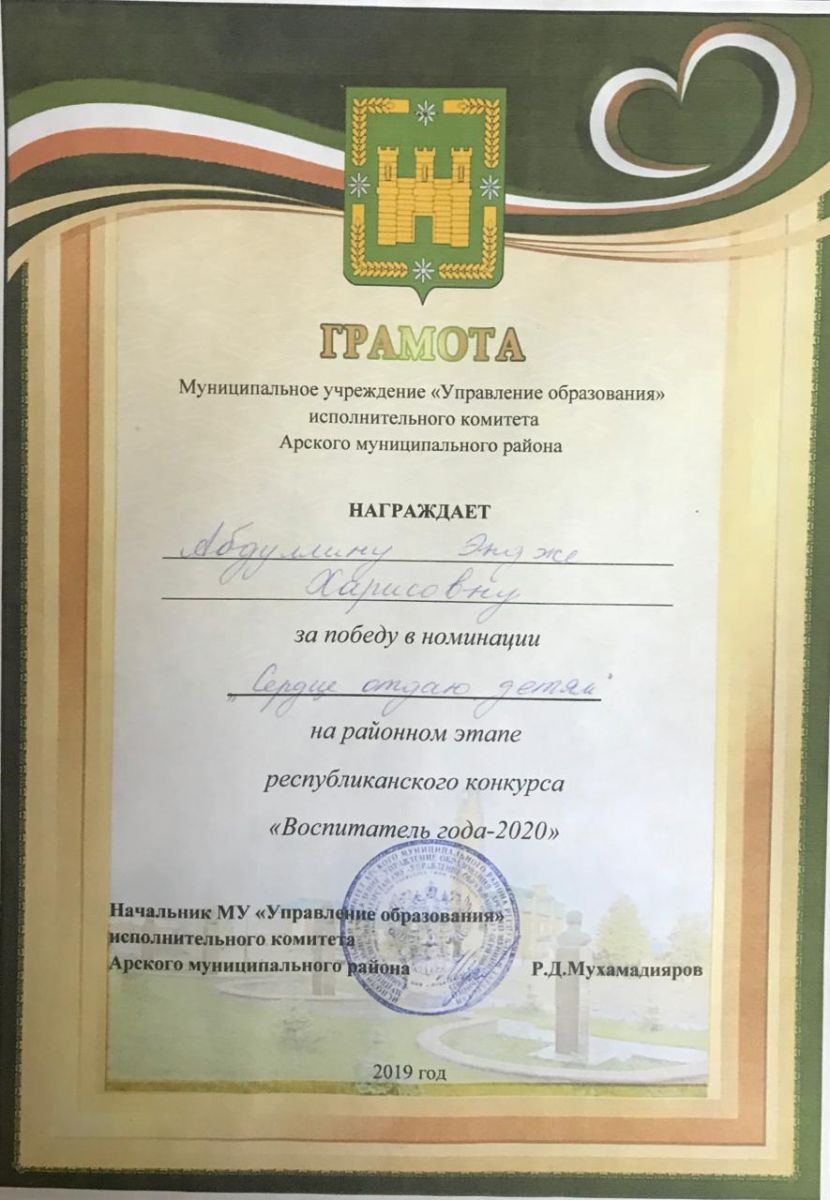 ГРАМОТА
Муниципальное учреждение «Управление образования»
исполнительного комитета
Арского муниципального района
НАГРАЖДАЕТ
Абдуллину Эндже
Харисовну
за победу в номинации
„Сердце отдаю детям"
на районном этапе
республиканского конкурса
«Воспитатель года-2020»
Начальник МУ «Управление образования»
исполнительного комитета
Арского муниципального района Р.Д.Мухамадияров
2019 год